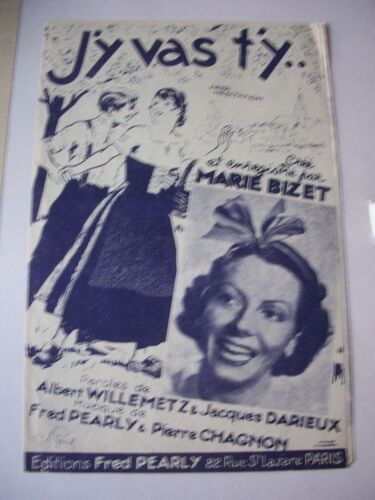 J'y vas t'y..
Créé
et enregistré par
MARIE BIZET
Paroles de
Albert WILLEMETZ & Jacques DARIEUX
Musique de
Fred PEARLY & Pierre CHAGNON
Editions Fred PEARLY 22 Rue St Lazare PARIS